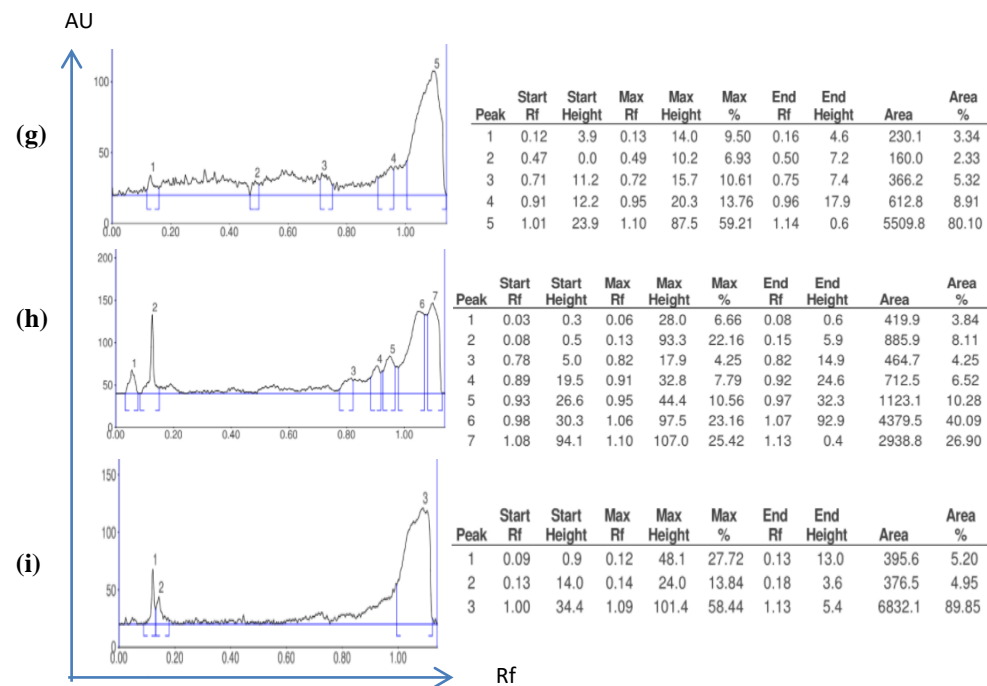 AU
(g)
100
50
0
0.00 0.20 0.40 0.60 0.80 1.00
1 2 3 4 5
Peak Start Rf Start Height Max Rf Max Height Max % End Rf End Height Area Area %
1 0.12 3.9 0.13 14.0 9.50 0.16 4.6 230.1 3.34
2 0.47 0.0 0.49 10.2 6.93 0.50 7.2 160.0 2.33
3 0.71 11.2 0.72 15.7 10.61 0.75 7.4 366.2 5.32
4 0.91 12.2 0.95 20.3 13.76 0.96 17.9 612.8 8.91
5 1.01 23.9 1.10 87.5 59.21 1.14 0.6 5509.8 80.10
(h)
200
150
100
50
0
0.00 0.20 0.40 0.60 0.80 1.00
1 2 3 4 5 6 7
Peak Start Rf Start Height Max Rf Max Height Max % End Rf End Height Area Area %
1 0.03 0.3 0.06 28.0 6.66 0.08 0.6 419.9 3.84
2 0.08 0.5 0.13 93.3 22.16 0.15 5.9 885.9 8.11
3 0.78 5.0 0.82 17.9 4.25 0.82 14.9 464.7 4.25
4 0.89 19.5 0.91 32.8 7.79 0.92 24.6 712.5 6.52
5 0.93 26.6 0.95 44.4 10.56 0.97 32.3 1123.1 10.28
6 0.98 30.3 1.06 97.5 23.16 1.07 92.9 4379.5 40.09
7 1.08 94.1 1.10 107.0 25.42 1.13 0.4 2938.8 26.90
(i)
150
100
50
0
0.00 0.20 0.40 0.60 0.80 1.00
1 2 3
Peak Start Rf Start Height Max Rf Max Height Max % End Rf End Height Area Area %
1 0.09 0.9 0.12 48.1 27.72 0.13 13.0 395.6 5.20
2 0.13 14.0 0.14 24.0 13.84 0.18 3.6 376.5 4.95
3 1.00 34.4 1.09 101.4 58.44 1.13 5.4 6832.1 89.85
Rf